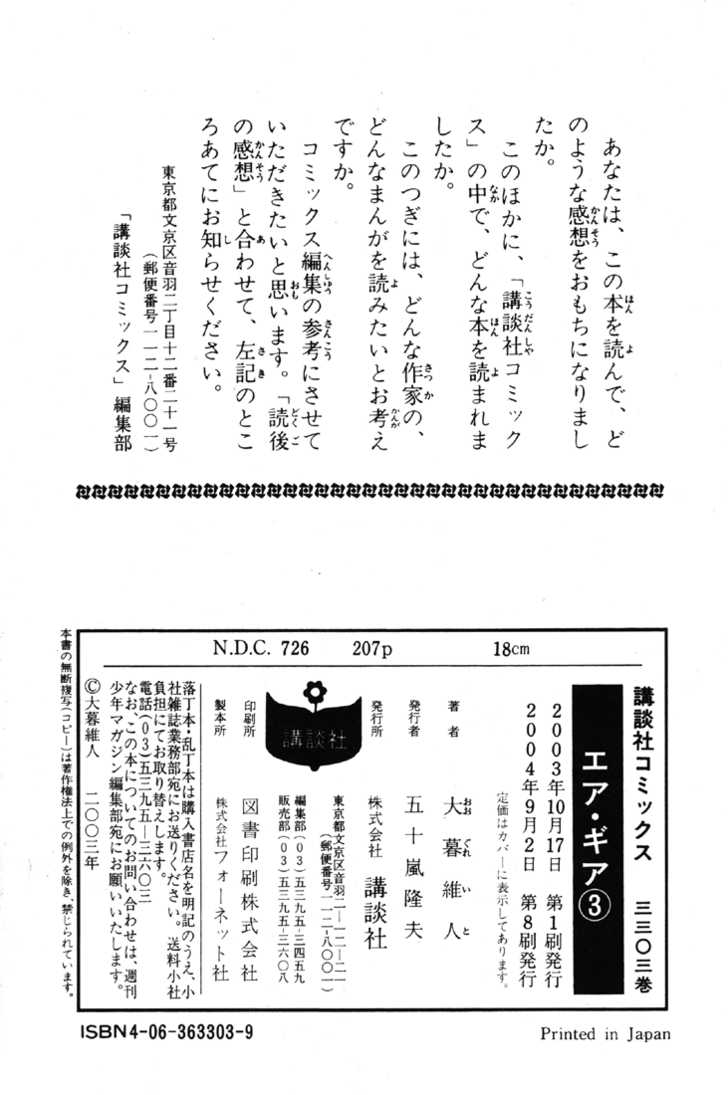 あなたは、この本を読んで、ど
のような感想をおもちになりまし
たか。
このほかに、「講談社コミック
ス」の中で、どんな本を読まれま
したか。
このつぎには、どんな作家の、
どんなまんがを読みたいとお考え
ですか。
コミックス編集の参考にさせて
いただきたいと思います。「読後
の感想」と合わせて、左記のとこ
ろあてにお知らせください。
東京都文京区音羽二丁目十二番二十一号
(郵便番号一一二-八〇〇一)
「講談社コミックス」編集部
N.D.C. 726 207p 18cm
講談社コミックス 三三〇三巻
エア・ギア③
2003年10月17日 第1刷発行
2004年9月2日 第8刷発行
定価はカバーに表示してあります。
著者 大暮維人
おおぐれいと
発行者 五十嵐隆夫
発行所 株式会社 講談社
東京都文京区音羽二―一二―二一
(郵便番号一一二-八〇〇一)
編集部(03)五三九五―三四五九
販売部(03)五三九五―三六〇八
講談社
印刷所 図書印刷株式会社
製本所 株式会社フォーネット社
落丁本・乱丁本は購入書店名を明記のうえ、小
社雑誌業務部宛にお送りください。送料小社
負担にてお取り替えします。
電話(03)五三九五―三六〇三
なお、この本についてのお問い合わせは、週刊
少年マガジン編集部宛にお願いいたします。
©大暮維人 二〇〇三年
本書の無断複写(コピー)は著作権法上での例外を除き、禁じられています。
ISBN4-06-363303-9
Printed in Japan